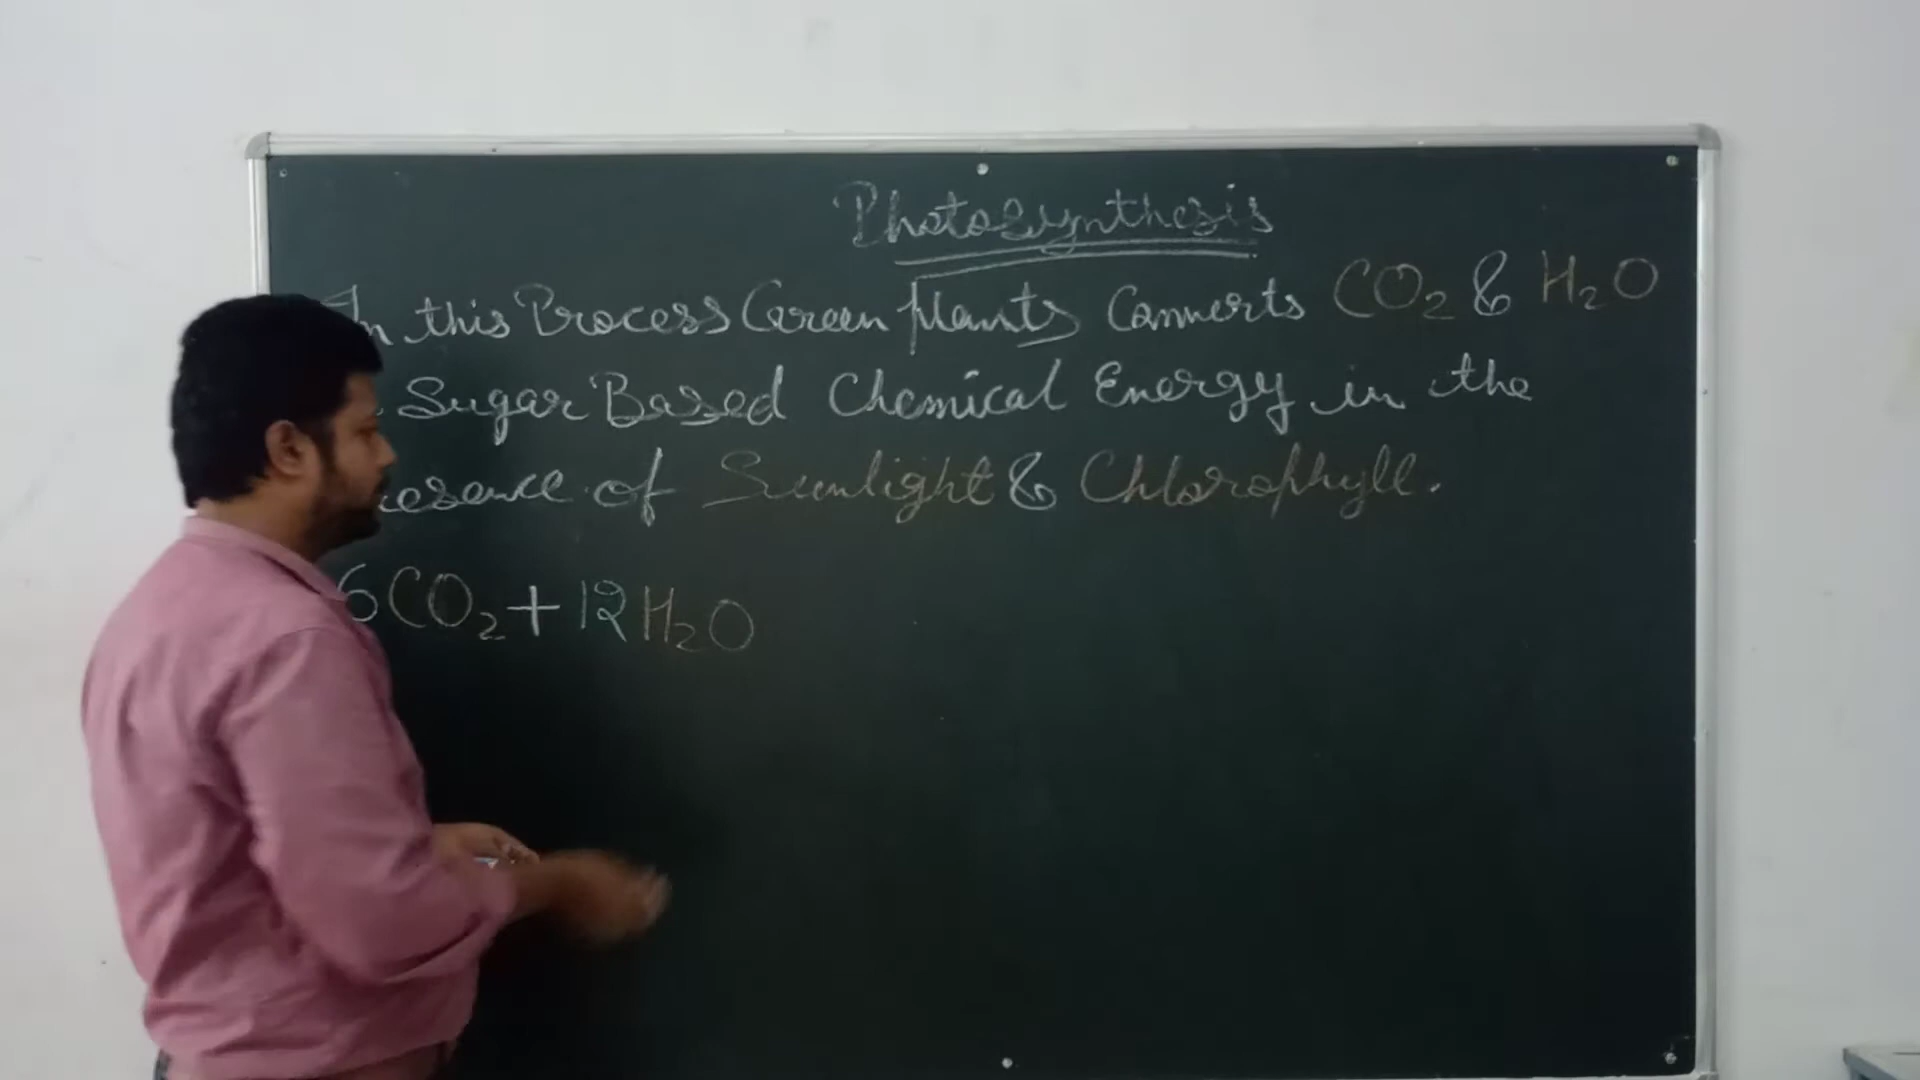 Photosynthesis
In this Process Green plants Converts CO₂ & H₂O
Sugar Based Chemical Energy in the
of Sunlight & Chlorophyll.
6CO₂ + 12H₂O